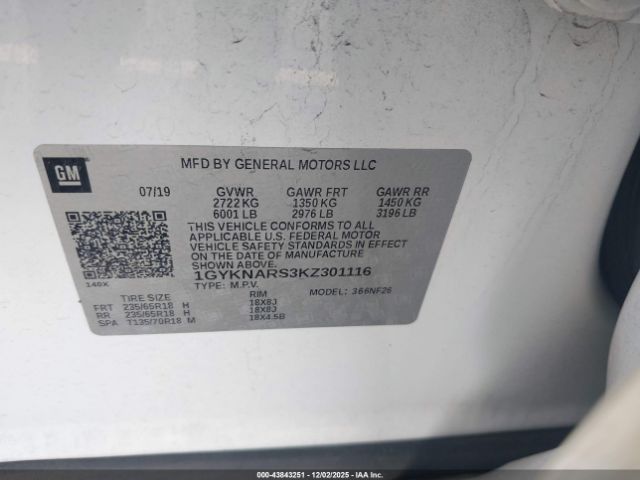 GM
MFD BY GENERAL MOTORS LLC
07/19 GVWR GAWR FRT GAWR RR
2722 KG 1350 KG 1450 KG
6001 LB 2976 LB 3196 LB
THIS VEHICLE CONFORMS TO ALL
APPLICABLE U.S. FEDERAL MOTOR
VEHICLE SAFETY STANDARDS IN EFFECT
ON THE DATE OF MANUFACTURE
SHOWN ABOVE.
140X
1GYKNARS3KZ301116
TYPE: M.P.V. MODEL: 366NF26
TIRE SIZE RIM
FRT 235/65R18 H 18X8J
RR 235/65R18 H 18X8J
SPA T135/70R18 M 18X4.5B
000-43843251 - 12/02/2025 - IAA Inc.